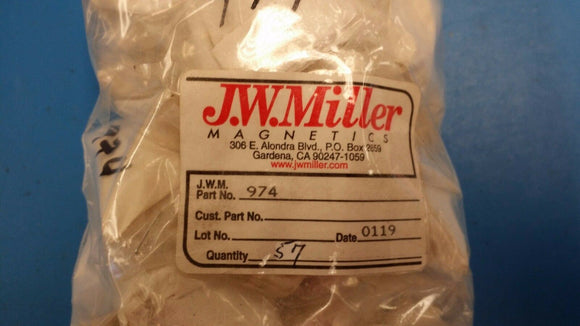 J.W.Miller
MAGNETICS
306 E. Alondra Blvd., P.O. Box 2859
Gardena, CA 90247-1059
www.jwmiller.com
J.W.M.
Part No. 974
Cust. Part No.
Lot No. Date 0119
Quantity 57